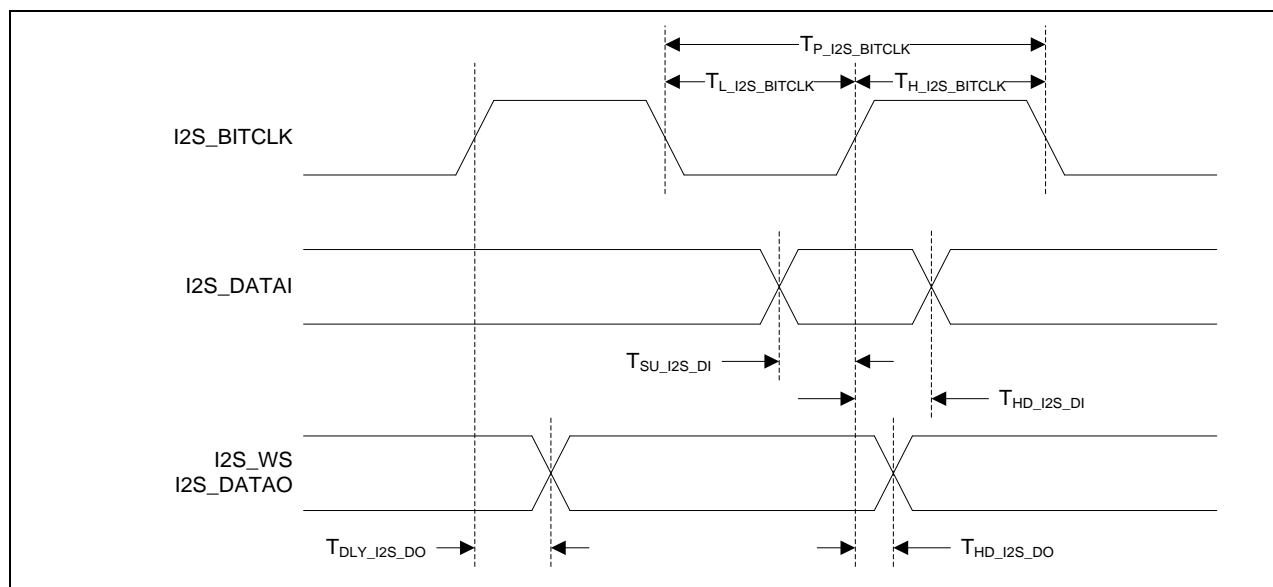 T_P_I2S_BITCLK
T_L_I2S_BITCLK T_H_I2S_BITCLK
I2S_BITCLK
I2S_DATAI
T_SU_I2S_DI
T_HD_I2S_DI
I2S_WS
I2S_DATAO
T_DLY_I2S_DO T_HD_I2S_DO